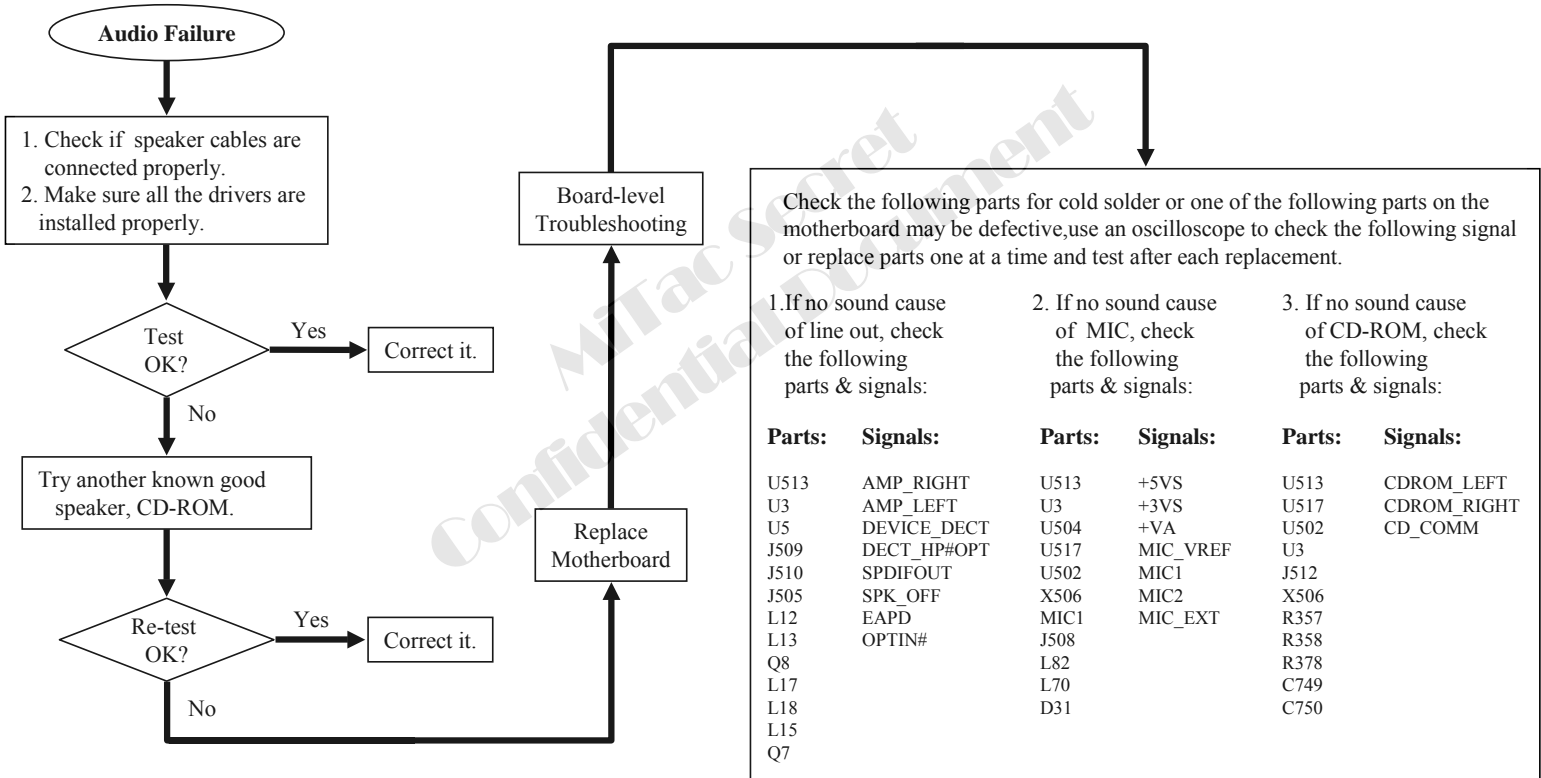 Audio Failure
1. Check if speaker cables are
connected properly.
2. Make sure all the drivers are
installed properly.
Test
OK?
Yes
Correct it.
No
Try another known good
speaker, CD-ROM.
Re-test
OK?
Yes
Correct it.
No
Replace
Motherboard
Board-level
Troubleshooting
MiTac Secret
Confidential Document
Check the following parts for cold solder or one of the following parts on the
motherboard may be defective,use an oscilloscope to check the following signal
or replace parts one at a time and test after each replacement.
1.If no sound cause
of line out, check
the following
parts & signals:
Parts: Signals:
U513 AMP_RIGHT
U3 AMP_LEFT
U5 DEVICE_DECT
J509 DECT_HP#OPT
J510 SPDIFOUT
J505 SPK_OFF
L12 EAPD
L13 OPTIN#
Q8
L17
L18
L15
Q7
2. If no sound cause
of MIC, check
the following
parts & signals:
Parts: Signals:
U513 +5VS
U3 +3VS
U504 +VA
U517 MIC_VREF
U502 MIC1
X506 MIC2
MIC1 MIC_EXT
J508
L82
L70
D31
3. If no sound cause
of CD-ROM, check
the following
parts & signals:
Parts: Signals:
U513 CDROM_LEFT
U517 CDROM_RIGHT
U502 CD_COMM
U3
J512
X506
R357
R358
R378
C749
C750